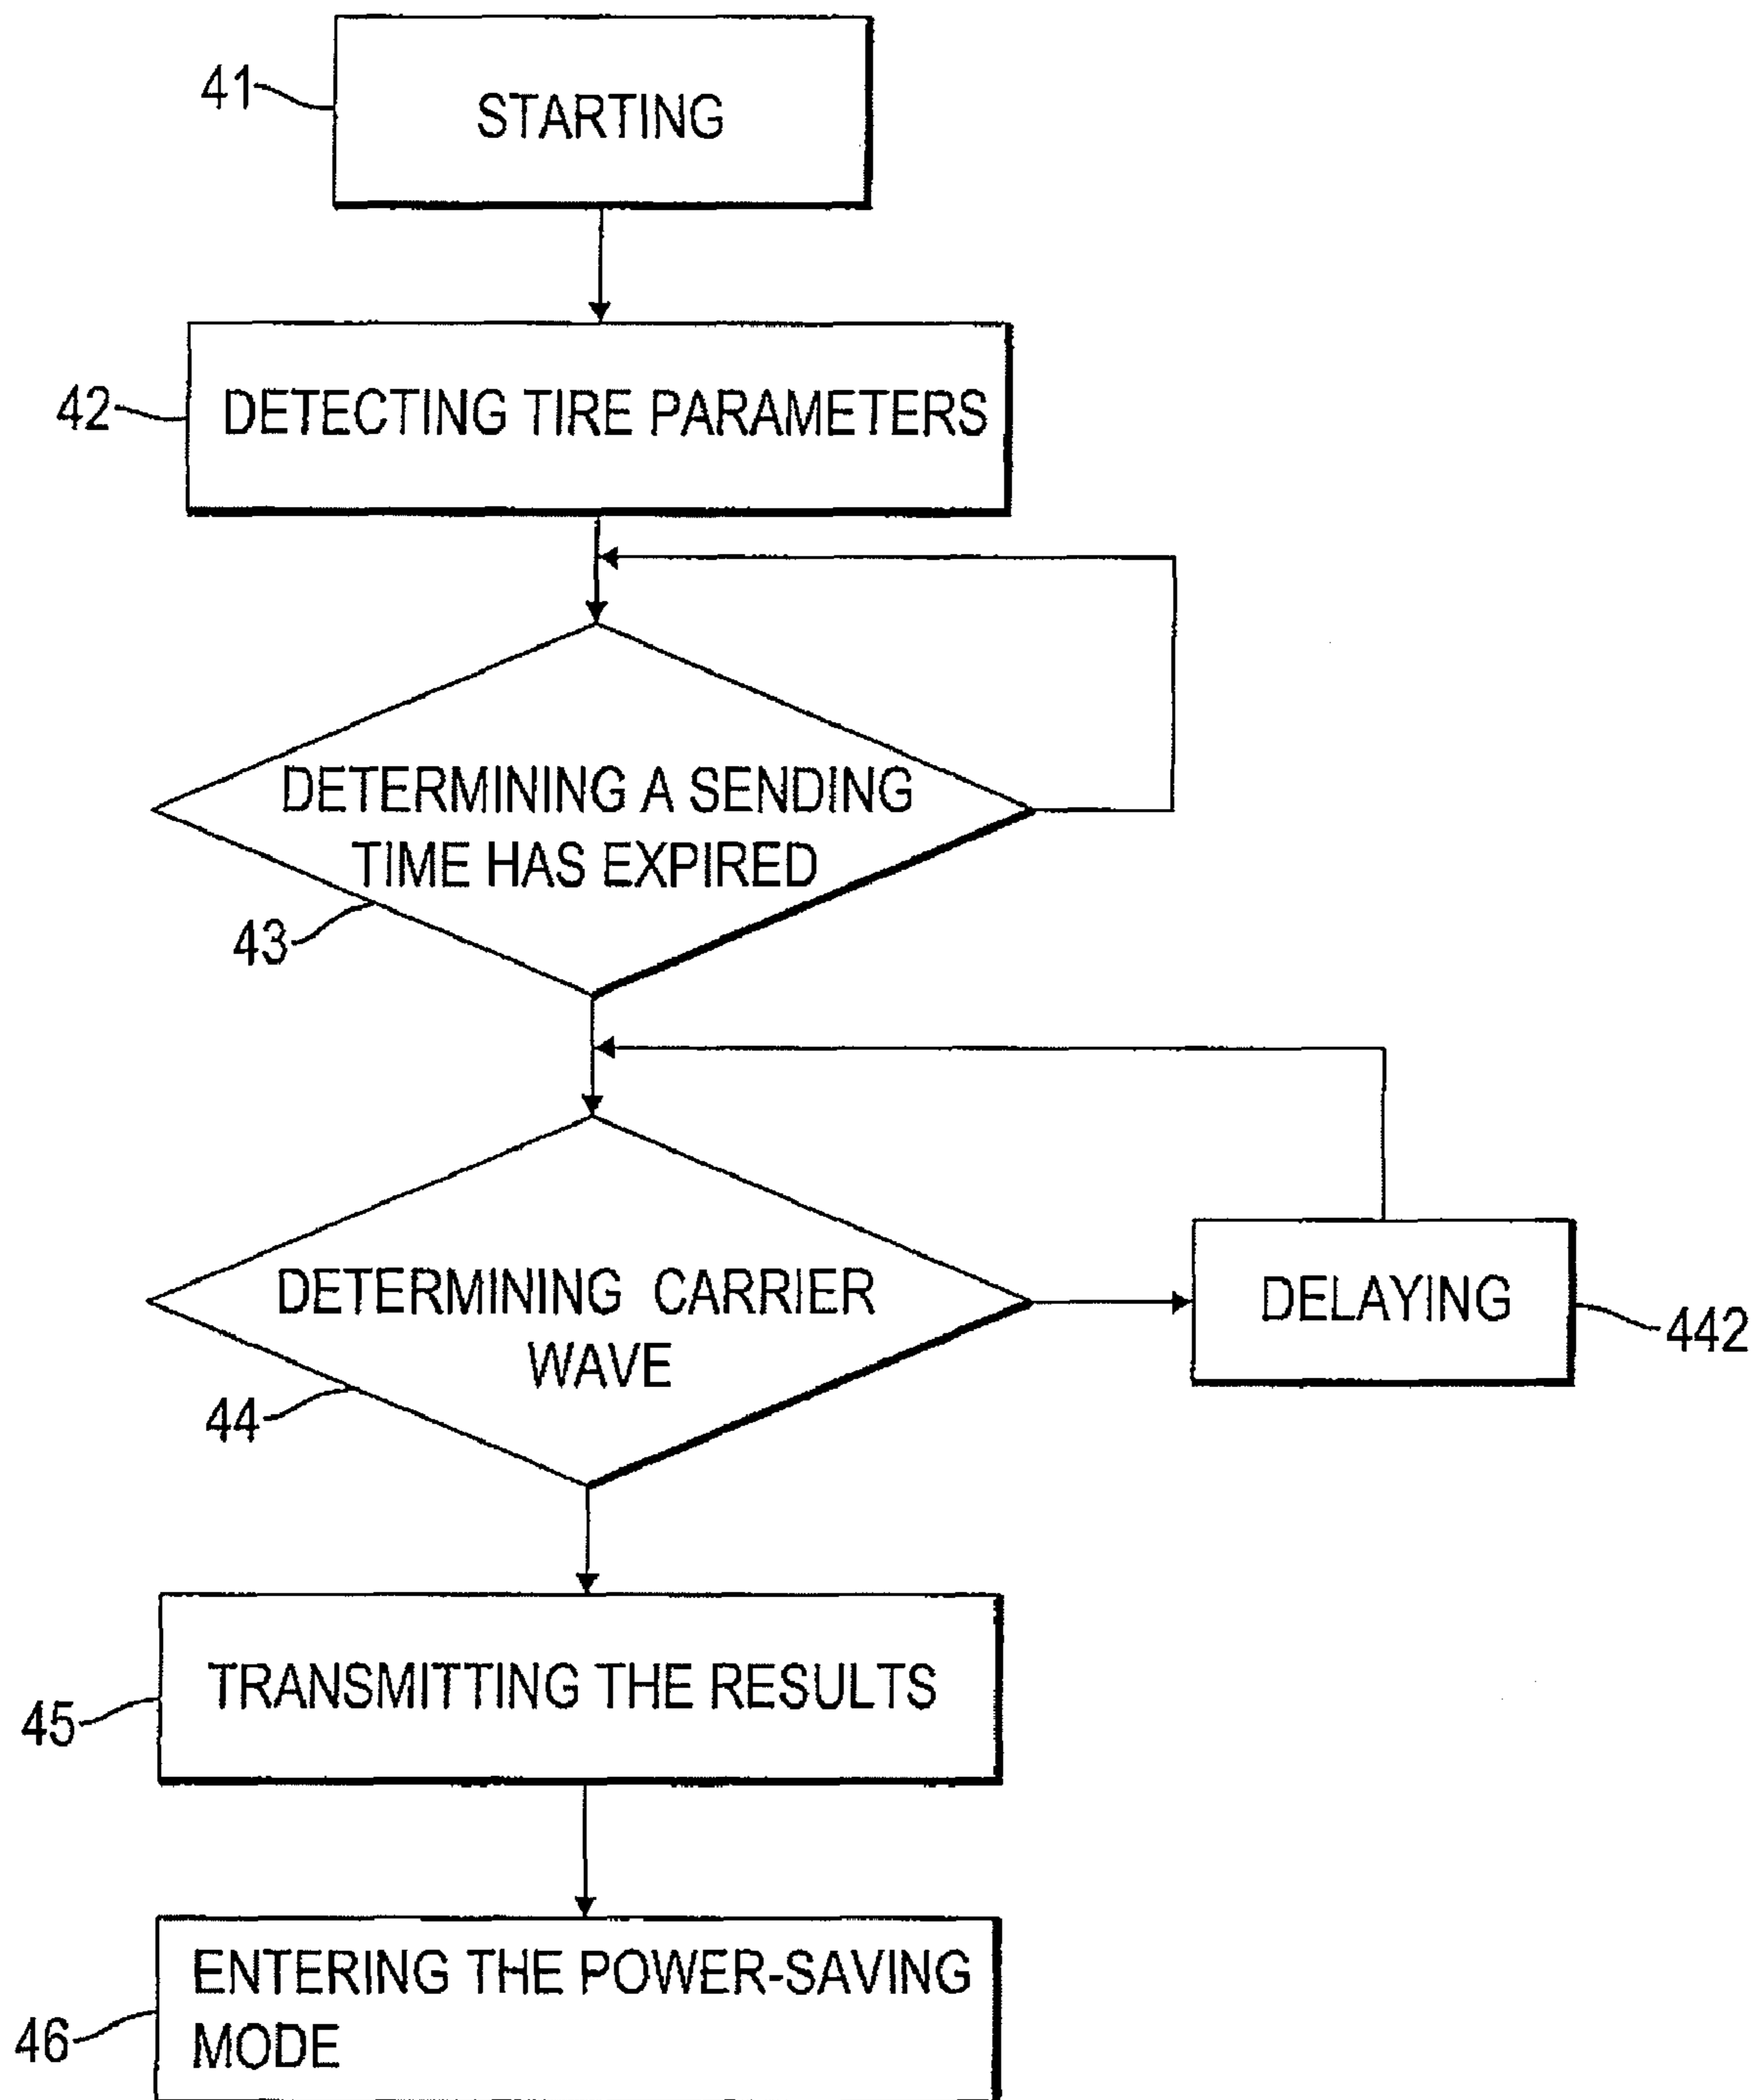 41
STARTING
42
DETECTING TIRE PARAMETERS
DETERMINING A SENDING
TIME HAS EXPIRED
43
DETERMINING CARRIER
WAVE
44
DELAYING
442
TRANSMITTING THE RESULTS
45
ENTERING THE POWER-SAVING
MODE
46